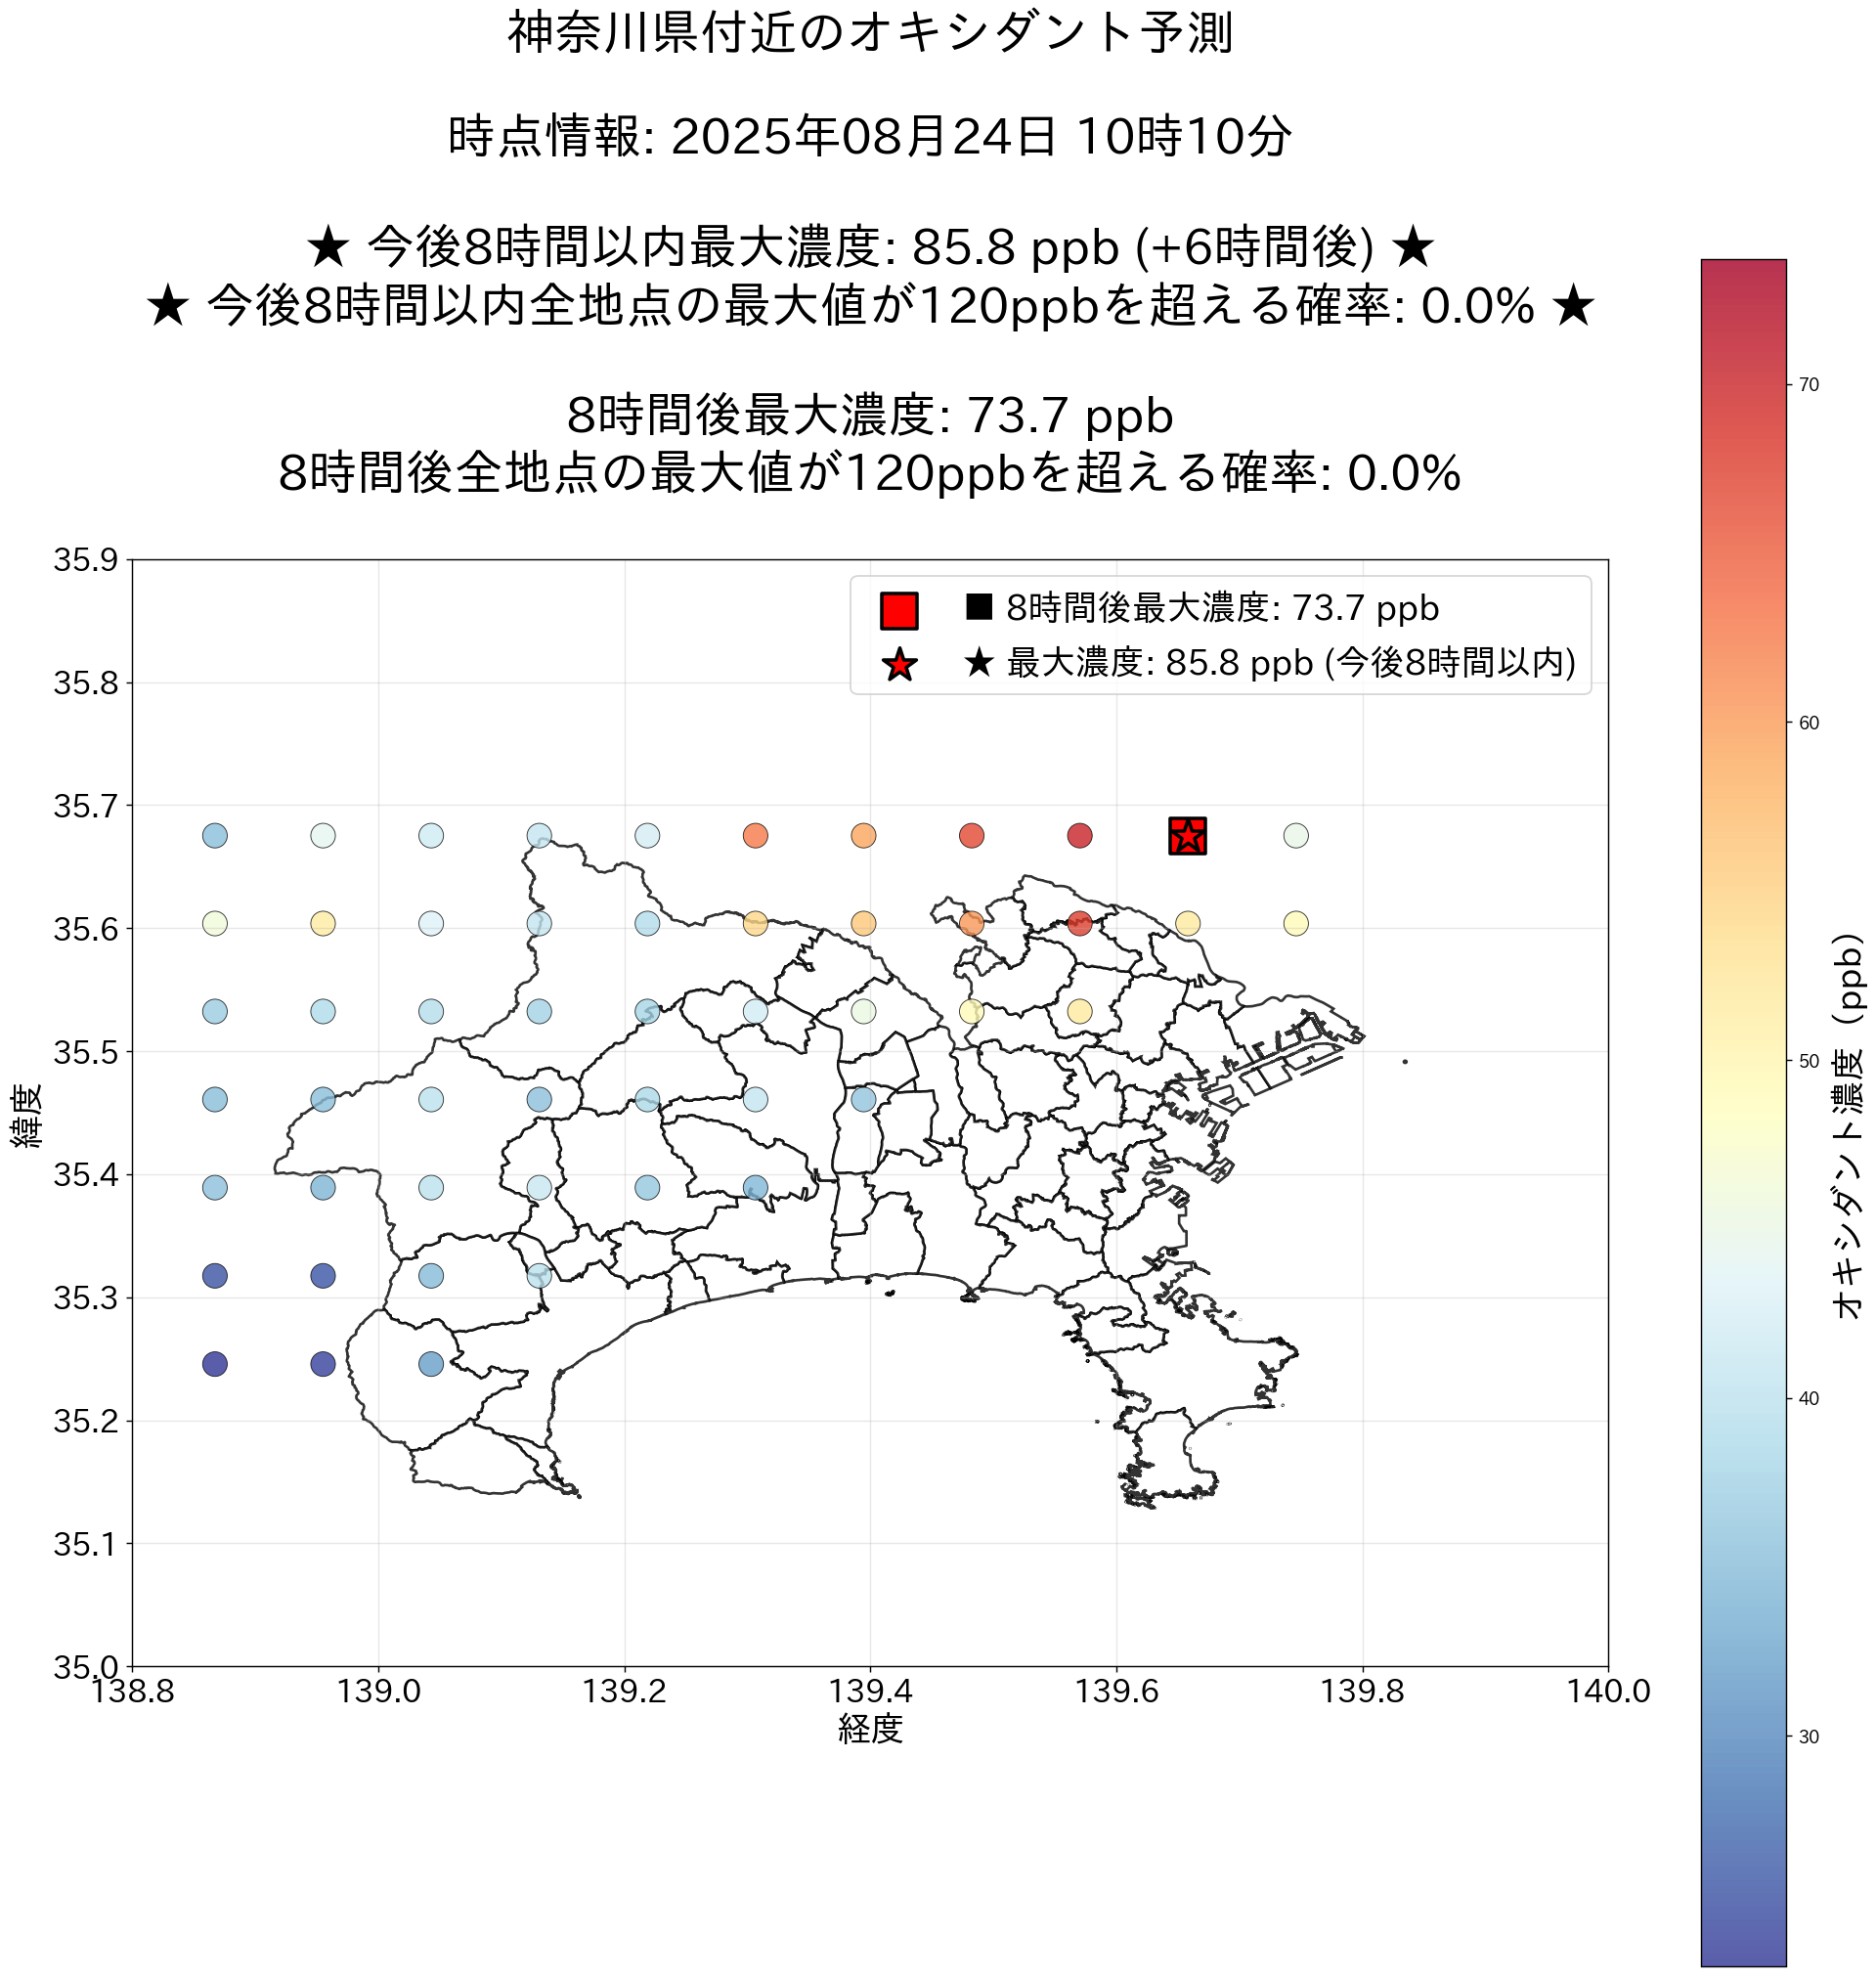 神奈川県付近のオキシダント予測
時点情報: 2025年08月24日 10時10分
★ 今後8時間以内最大濃度: 85.8 ppb (+6時間後) ★
★ 今後8時間以内全地点の最大値が120ppbを超える確率: 0.0% ★
8時間後最大濃度: 73.7 ppb
8時間後全地点の最大値が120ppbを超える確率: 0.0%
■ 8時間後最大濃度: 73.7 ppb
★ 最大濃度: 85.8 ppb (今後8時間以内)
35.9
35.8
35.7
35.6
35.5
35.4
35.3
35.2
35.1
35.0
緯度
138.8
139.0
139.2
139.4
139.6
139.8
140.0
経度
70
60
50
40
30
オキシダント濃度（ppb）